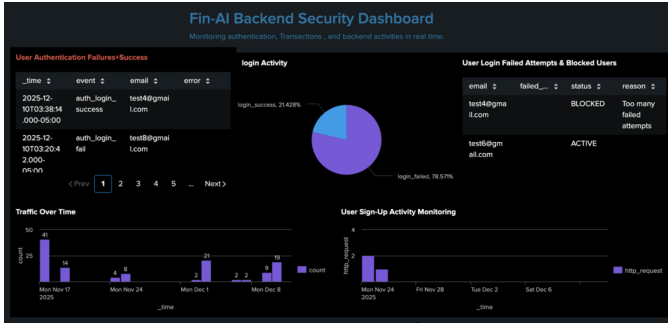 Fin-AI Backend Security Dashboard
Monitoring authentication, Transactions , and backend activities in real time.
User Authentication Failures+Success
_time event email error
2025-12-10T03:38:14.000-05:00 auth_login_success test4@gmail.com
2025-12-10T03:20:42.000-05:00 auth_login_fail test8@gmail.com
< Prev 1 2 3 4 5 ... Next >
login Activity
login_success, 21.428%
login_failed, 78.571%
User Login Failed Attempts & Blocked Users
email failed_... status reason
test4@gmail.com BLOCKED Too many failed attempts
test6@gmail.com ACTIVE
Traffic Over Time
count
50
25
41
14
4
8
2
21
2
2
9
19
Mon Nov 17
2025
Mon Nov 24
Mon Dec 1
Mon Dec 8
_time
count
User Sign-Up Activity Monitoring
http_request
4
2
Mon Nov 24
2025
Fri Nov 28
Tue Dec 2
Sat Dec 6
_time
http_request